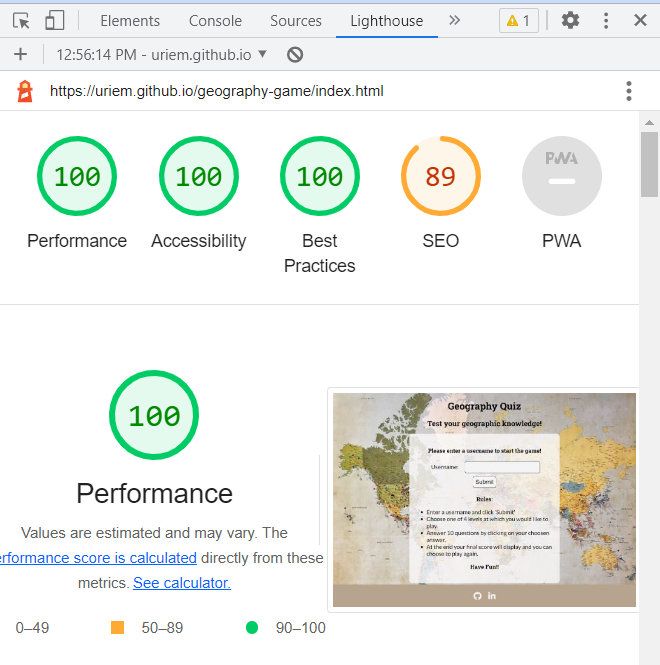 Elements Console Sources Lighthouse 1
12:56:14 PM - uriem.github.io
https://uriem.github.io/geography-game/index.html
100 100 100 89 PWA
Performance Accessibility Best Practices SEO PWA
100
Performance
Values are estimated and may vary. The
erformance score is calculated directly from these
metrics. See calculator.
0–49 50–89 90–100
Geography Quiz
Test your geographic knowledge!
Please enter a username to start the game!
Username:
Submit
Rules:
Enter a username and click 'Submit'
Choose one of 4 levels at which you would like to
play.
Answer 10 questions by clicking on your choosen
answer.
At the end your final score will display and you can
choose to play again.
Have Fun!!